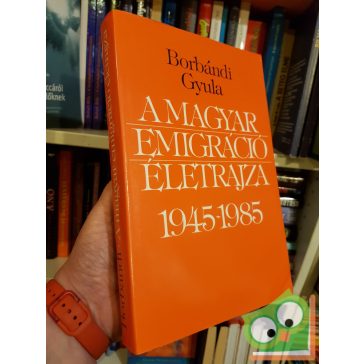 Borbándi
Gyula
A MAGYAR
EMIGRÁCIÓ
ÉLETRAJZA
1945-1985